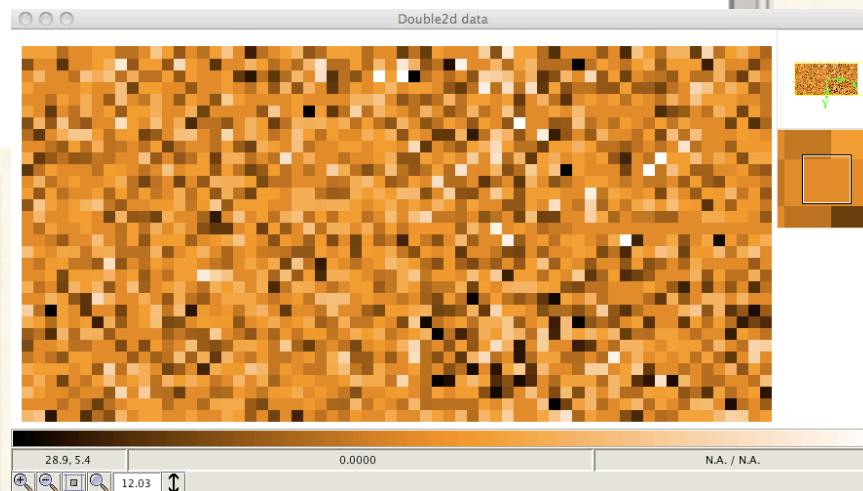 Double2d data
Y
28.9, 5.4
0.0000
N.A. / N.A.
12.03